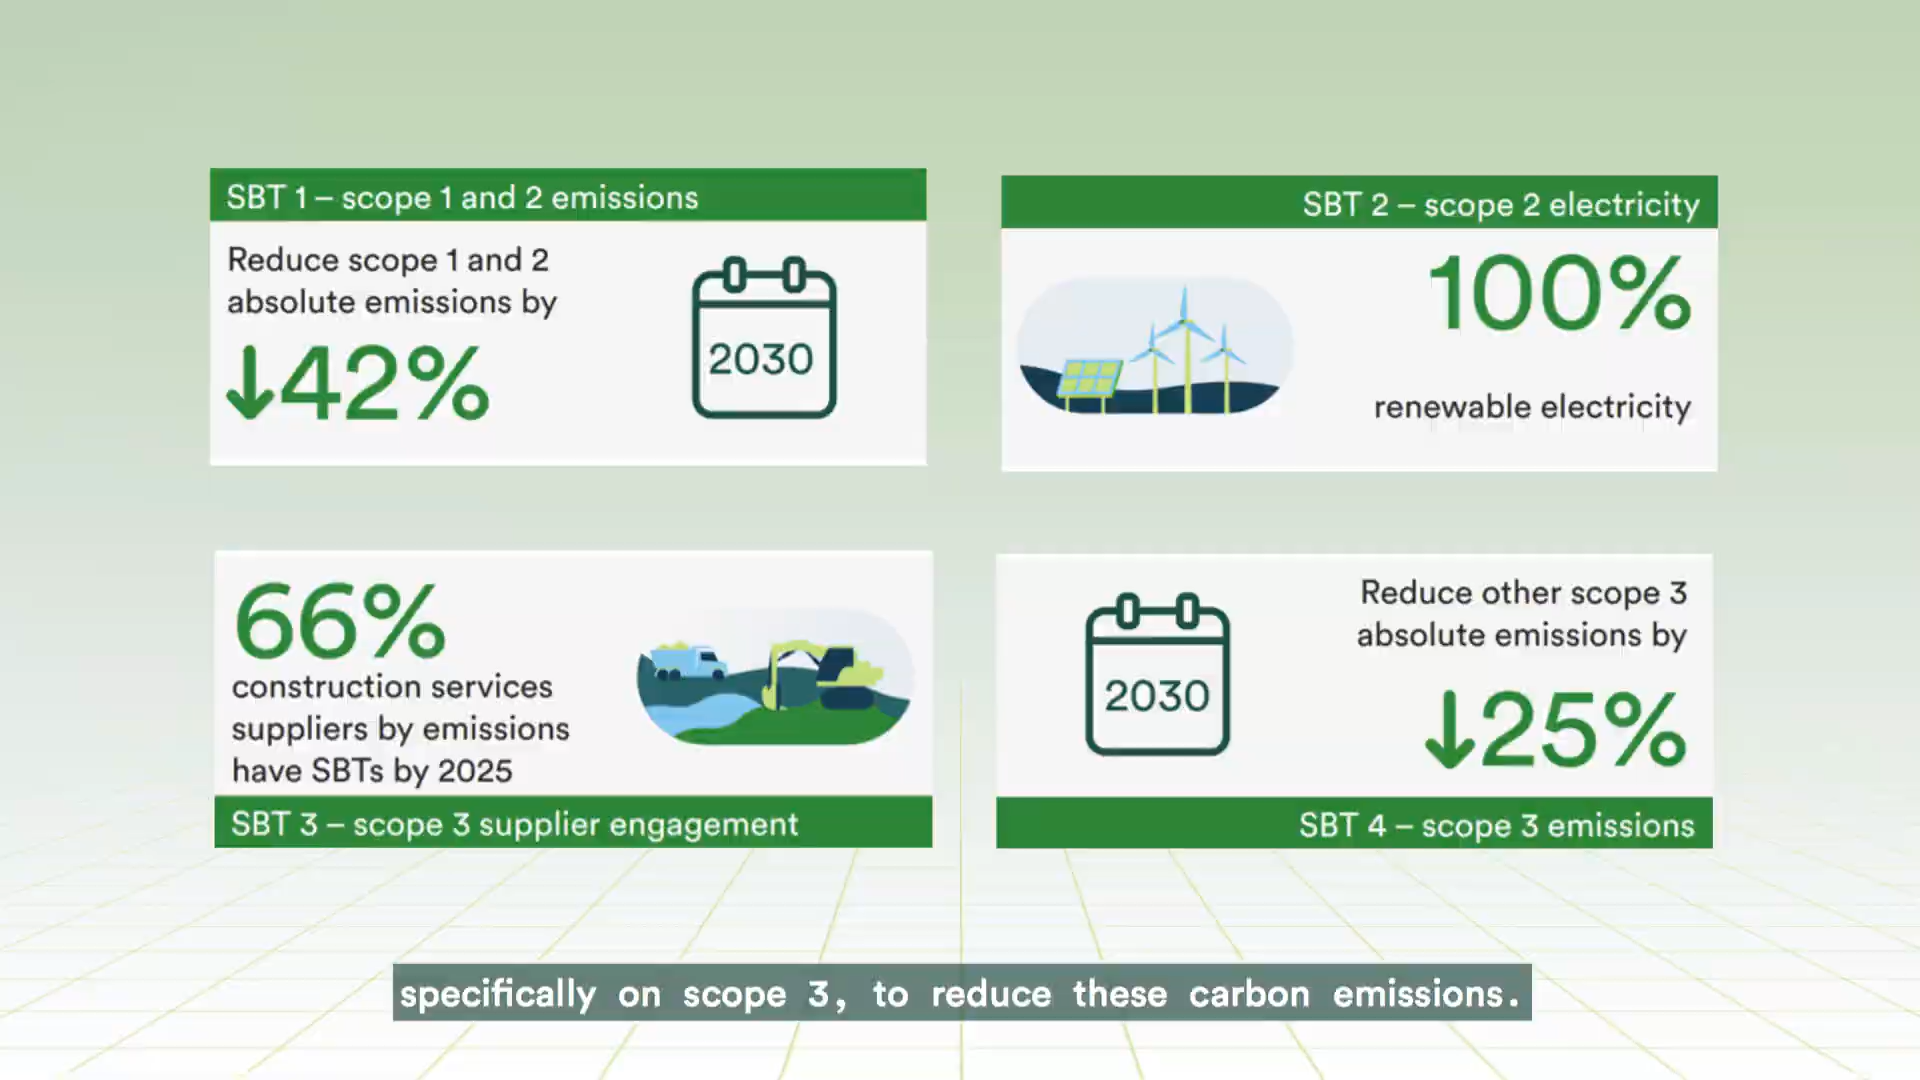 SBT 1 – scope 1 and 2 emissions
Reduce scope 1 and 2
absolute emissions by
↓42%
2030
SBT 2 – scope 2 electricity
100%
renewable electricity
66%
construction services
suppliers by emissions
have SBTs by 2025
SBT 3 – scope 3 supplier engagement
2030
Reduce other scope 3
absolute emissions by
↓25%
SBT 4 – scope 3 emissions
specifically on scope 3, to reduce these carbon emissions.